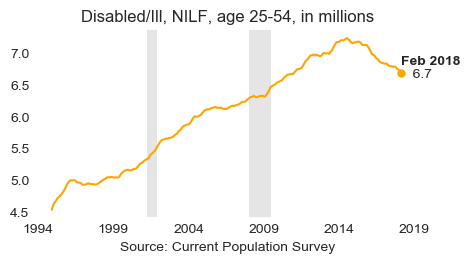 Disabled/Ill, NILF, age 25-54, in millions
7.0
6.5
6.0
5.5
5.0
4.5
Feb 2018
6.7
1994 1999 2004 2009 2014 2019
Source: Current Population Survey